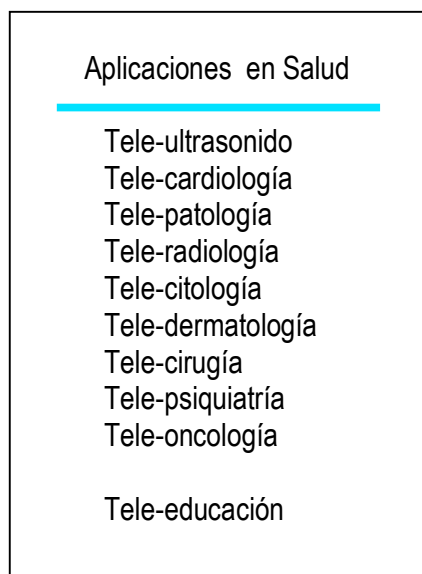 Aplicaciones en Salud
Tele-ultrasonido
Tele-cardiología
Tele-patología
Tele-radiología
Tele-citología
Tele-dermatología
Tele-cirugía
Tele-psiquiatría
Tele-oncología
Tele-educación